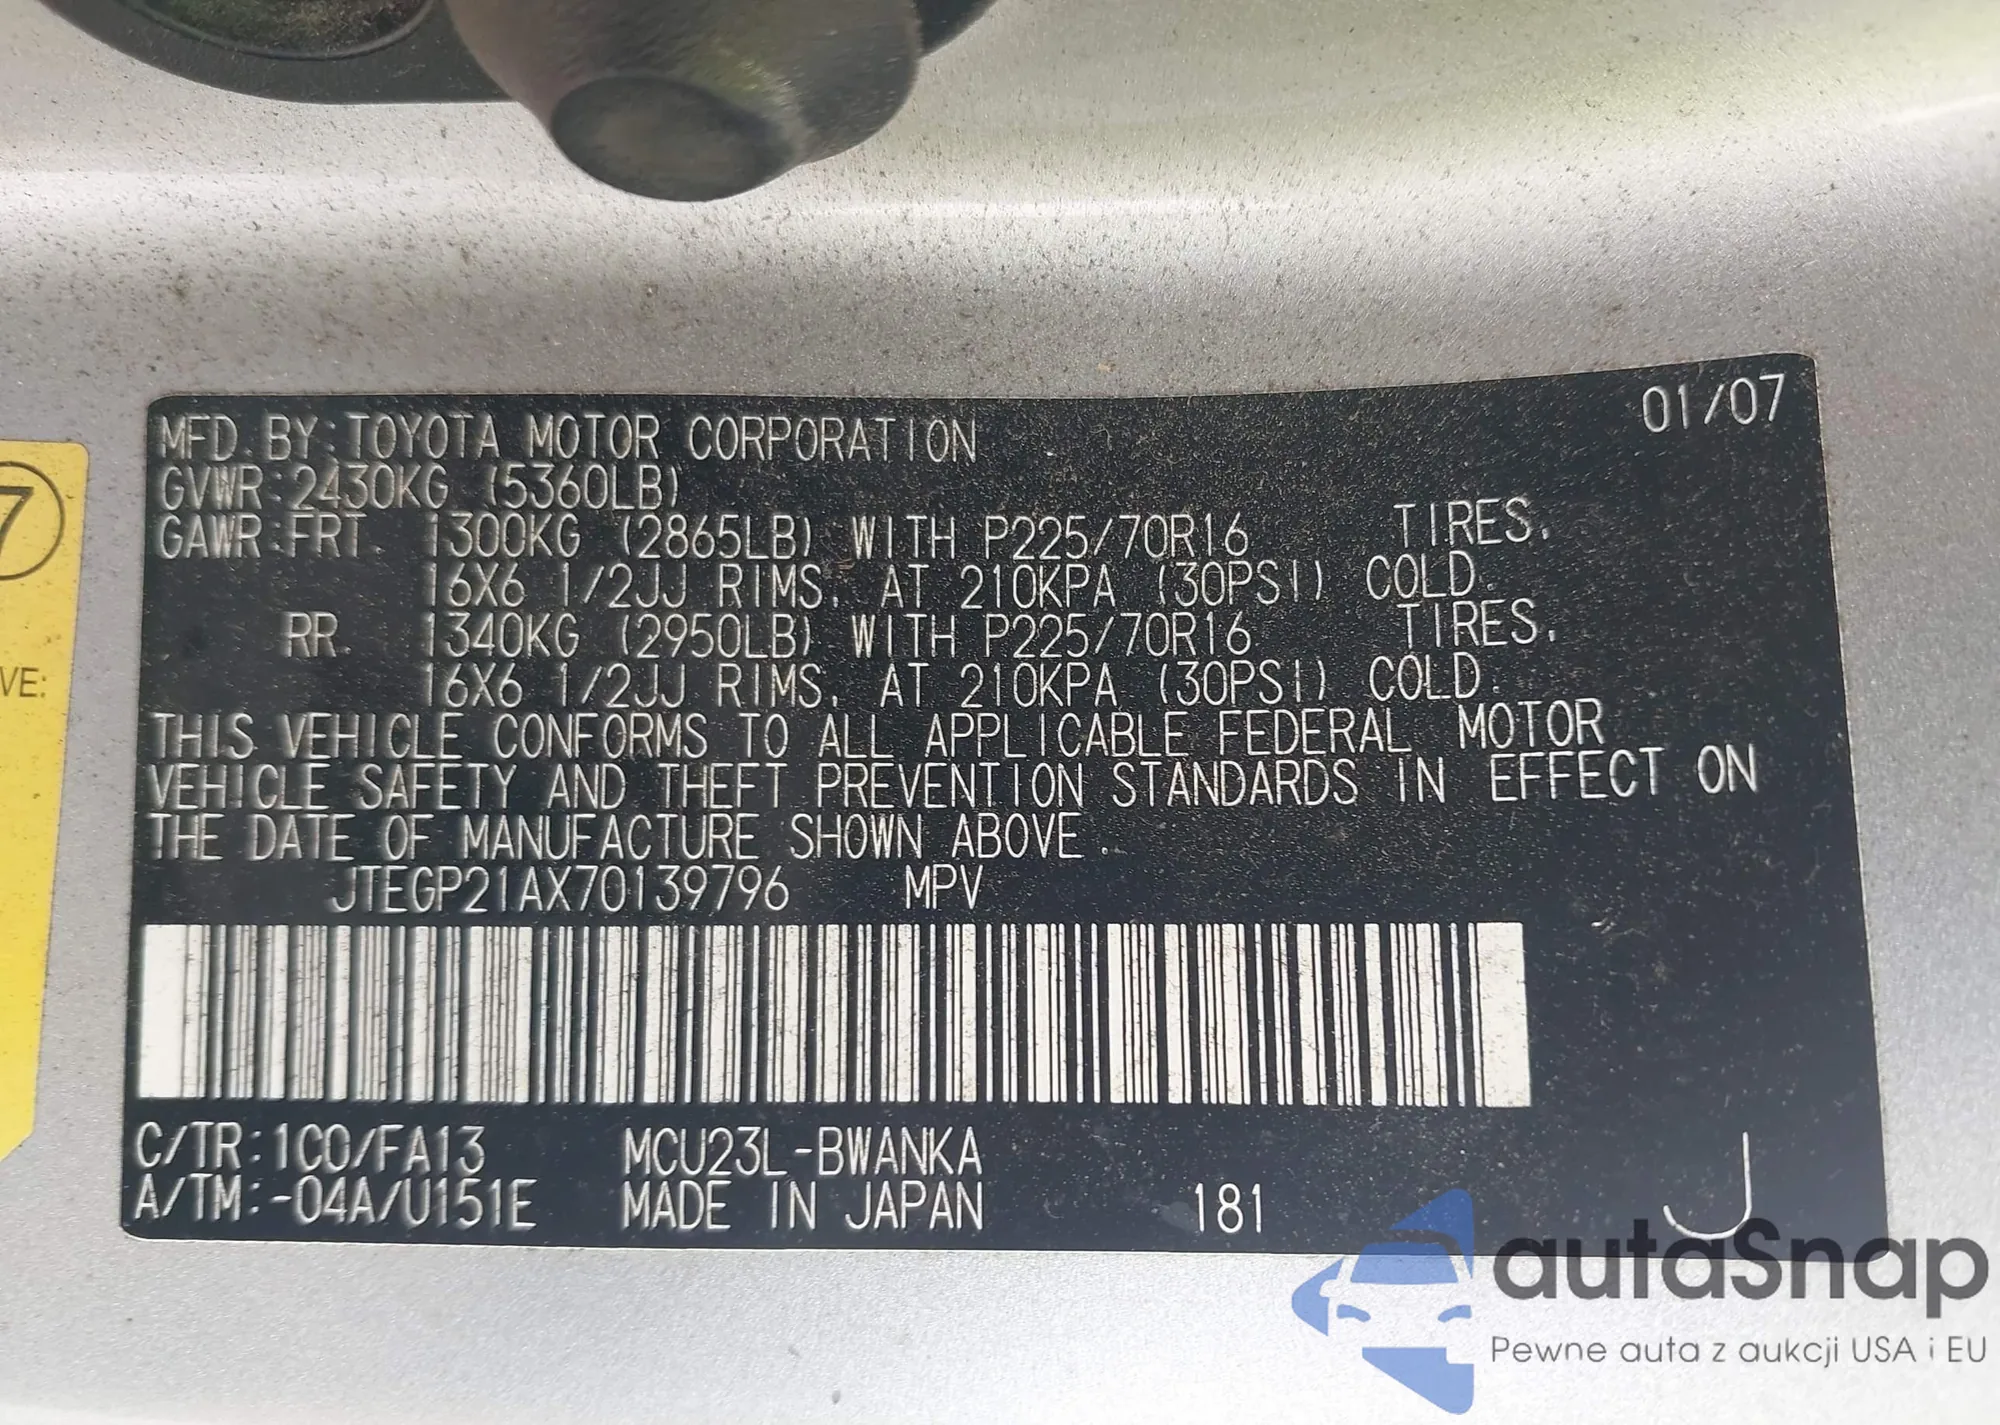 01/07
MFD. BY: TOYOTA MOTOR CORPORATION
GVWR: 2430KG (5360LB)
GAWR: FRT. 1300KG (2865LB) WITH P225/70R16 TIRES.
16X6 1/2JJ RIMS, AT 210KPA (30PSI) COLD.
RR. 1340KG (2950LB) WITH P225/70R16 TIRES.
16X6 1/2JJ RIMS, AT 210KPA (30PSI) COLD.
THIS VEHICLE CONFORMS TO ALL APPLICABLE FEDERAL MOTOR
VEHICLE SAFETY AND THEFT PREVENTION STANDARDS IN EFFECT ON
THE DATE OF MANUFACTURE SHOWN ABOVE.
JTEGP21AX70139796 MPV
C/TR: 1C0/FA13 MCU23L-BWANKA
A/TM: -04A/U151E MADE IN JAPAN 181 J
7
VE:
autaSnap
Pewne auta z aukcji USA i EU